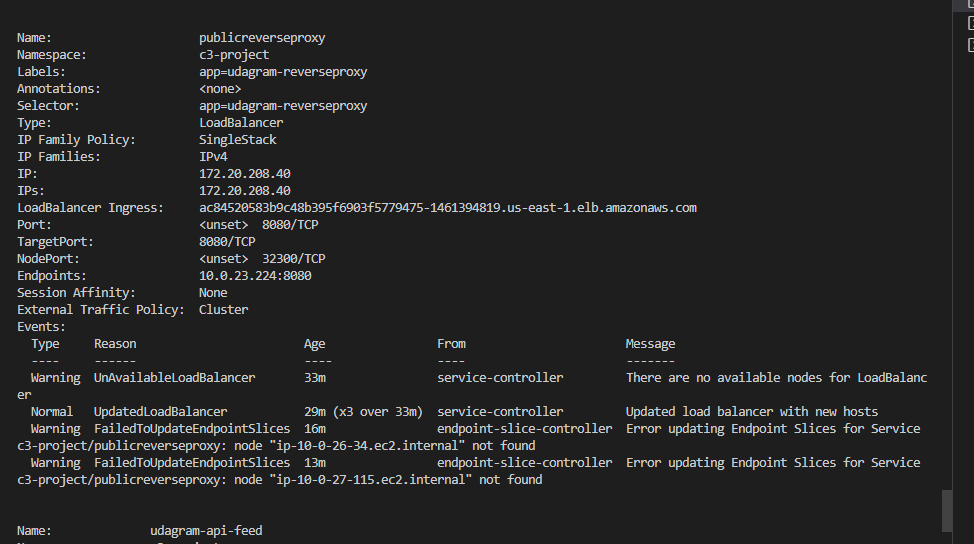 Name:                     publicreverseproxy
Namespace:                c3-project
Labels:                   app=udagram-reverseproxy
Annotations:              <none>
Selector:                 app=udagram-reverseproxy
Type:                     LoadBalancer
IP Family Policy:         SingleStack
IP Families:              IPv4
IP:                       172.20.208.40
IPs:                      172.20.208.40
LoadBalancer Ingress:     ac84520583b9c48b395f6903f5779475-1461394819.us-east-1.elb.amazonaws.com
Port:                     <unset>  8080/TCP
TargetPort:               8080/TCP
NodePort:                 <unset>  32300/TCP
Endpoints:                10.0.23.224:8080
Session Affinity:         None
External Traffic Policy:  Cluster
Events:
  Type     Reason                        Age                From                       Message
  ----     ------                        ----               ----                       -------
  Warning  UnAvailableLoadBalancer       33m                service-controller         There are no available nodes for LoadBalanc
er
  Normal   UpdatedLoadBalancer           29m (x3 over 33m)  service-controller         Updated load balancer with new hosts
  Warning  FailedToUpdateEndpointSlices  16m                endpoint-slice-controller  Error updating Endpoint Slices for Service
c3-project/publicreverseproxy: node "ip-10-0-26-34.ec2.internal" not found
  Warning  FailedToUpdateEndpointSlices  13m                endpoint-slice-controller  Error updating Endpoint Slices for Service
c3-project/publicreverseproxy: node "ip-10-0-27-115.ec2.internal" not found
Name:              udagram-api-feed